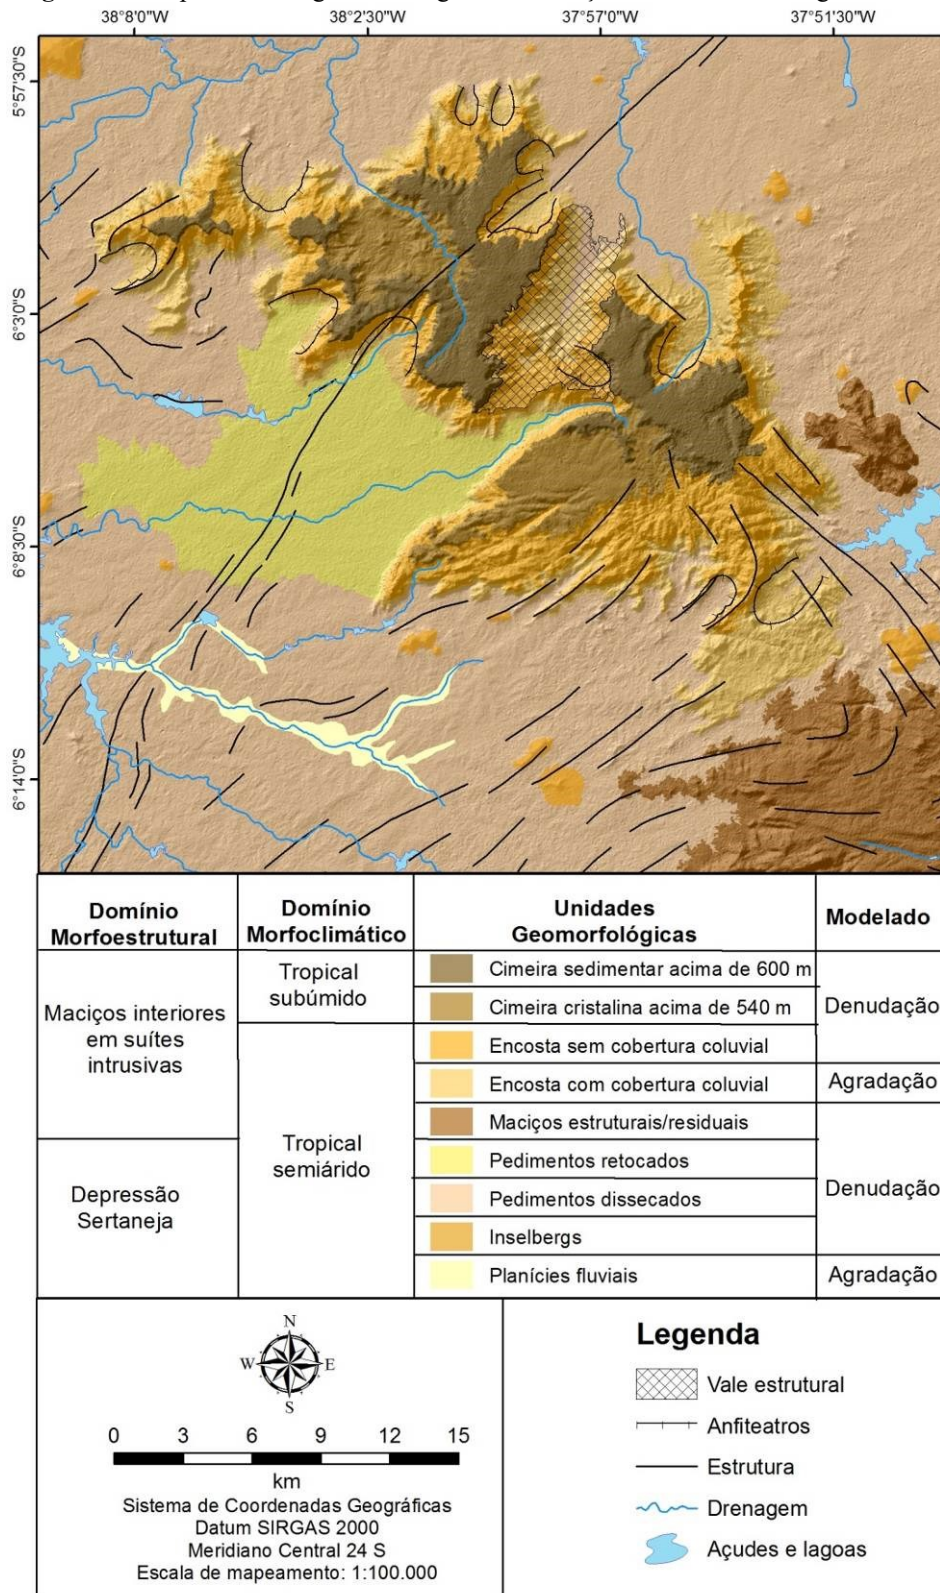 38°8'0"W 38°2'30"W 37°57'0"W 37°51'30"W
5°57'30"S
6°3'0"S
6°8'30"S
6°14'0"S
Domínio Morfoestrutural
Domínio Morfoclimático
Unidades Geomorfológicas
Modelado
Maciços interiores em suítes intrusivas
Tropical subúmido
Cimeira sedimentar acima de 600 m
Denudação
Cimeira cristalina acima de 540 m
Tropical semiárido
Encosta sem cobertura coluvial
Encosta com cobertura coluvial
Agradação
Maciços estruturais/residuais
Denudação
Depressão Sertaneja
Pedimentos retocados
Pedimentos dissecados
Inselbergs
Planícies fluviais
Agradação
N
W E
S
0 3 6 9 12 15
km
Sistema de Coordenadas Geográficas
Datum SIRGAS 2000
Meridiano Central 24 S
Escala de mapeamento: 1:100.000
Legenda
Vale estrutural
Anfiteatros
Estrutura
Drenagem
Açudes e lagoas